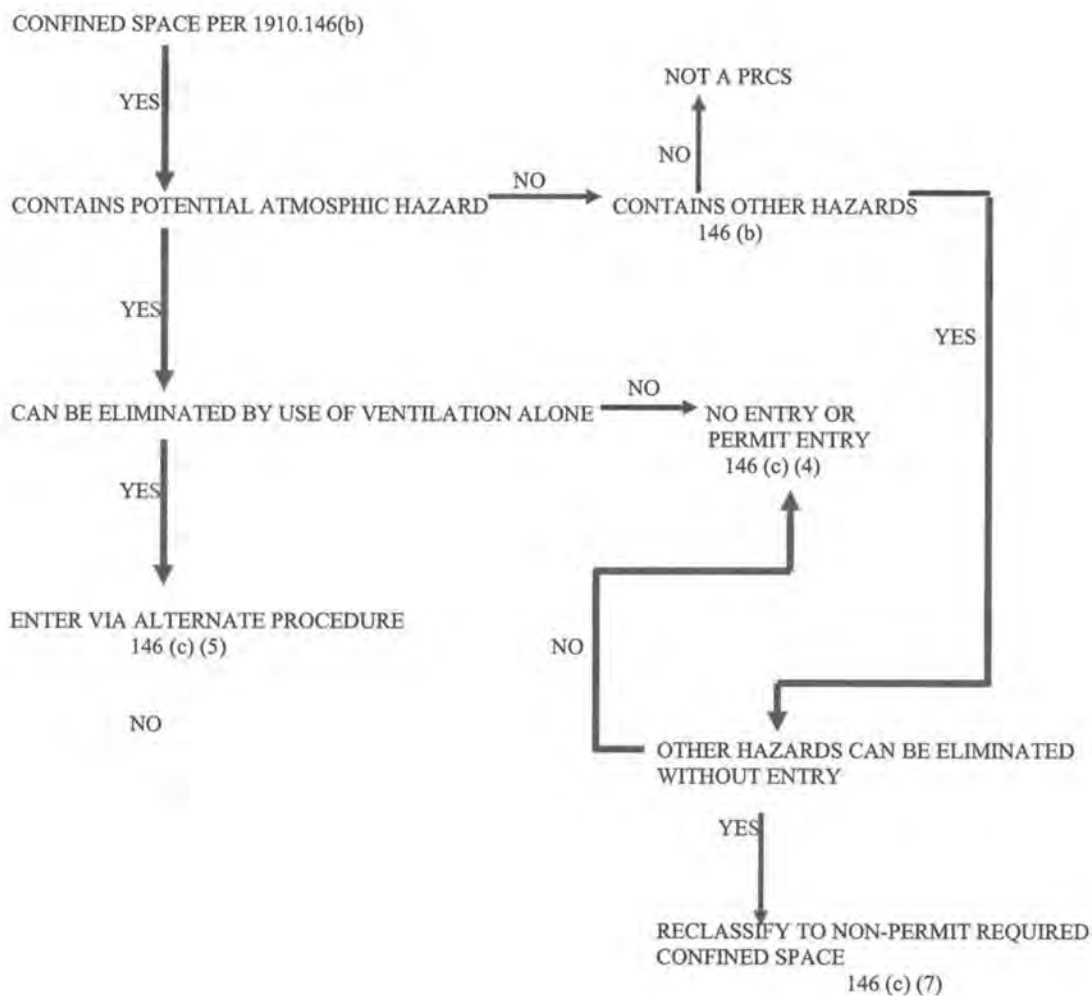 CONFINED SPACE PER 1910.146(b)
YES
NOT A PRCS
NO
CONTAINS POTENTIAL ATMOSPHIC HAZARD
NO
CONTAINS OTHER HAZARDS
146 (b)
YES
YES
CAN BE ELIMINATED BY USE OF VENTILATION ALONE
NO
NO ENTRY OR
PERMIT ENTRY
146 (c) (4)
YES
ENTER VIA ALTERNATE PROCEDURE
146 (c) (5)
NO
NO
OTHER HAZARDS CAN BE ELIMINATED
WITHOUT ENTRY
YES
RECLASSIFY TO NON-PERMIT REQUIRED
CONFINED SPACE
146 (c) (7)